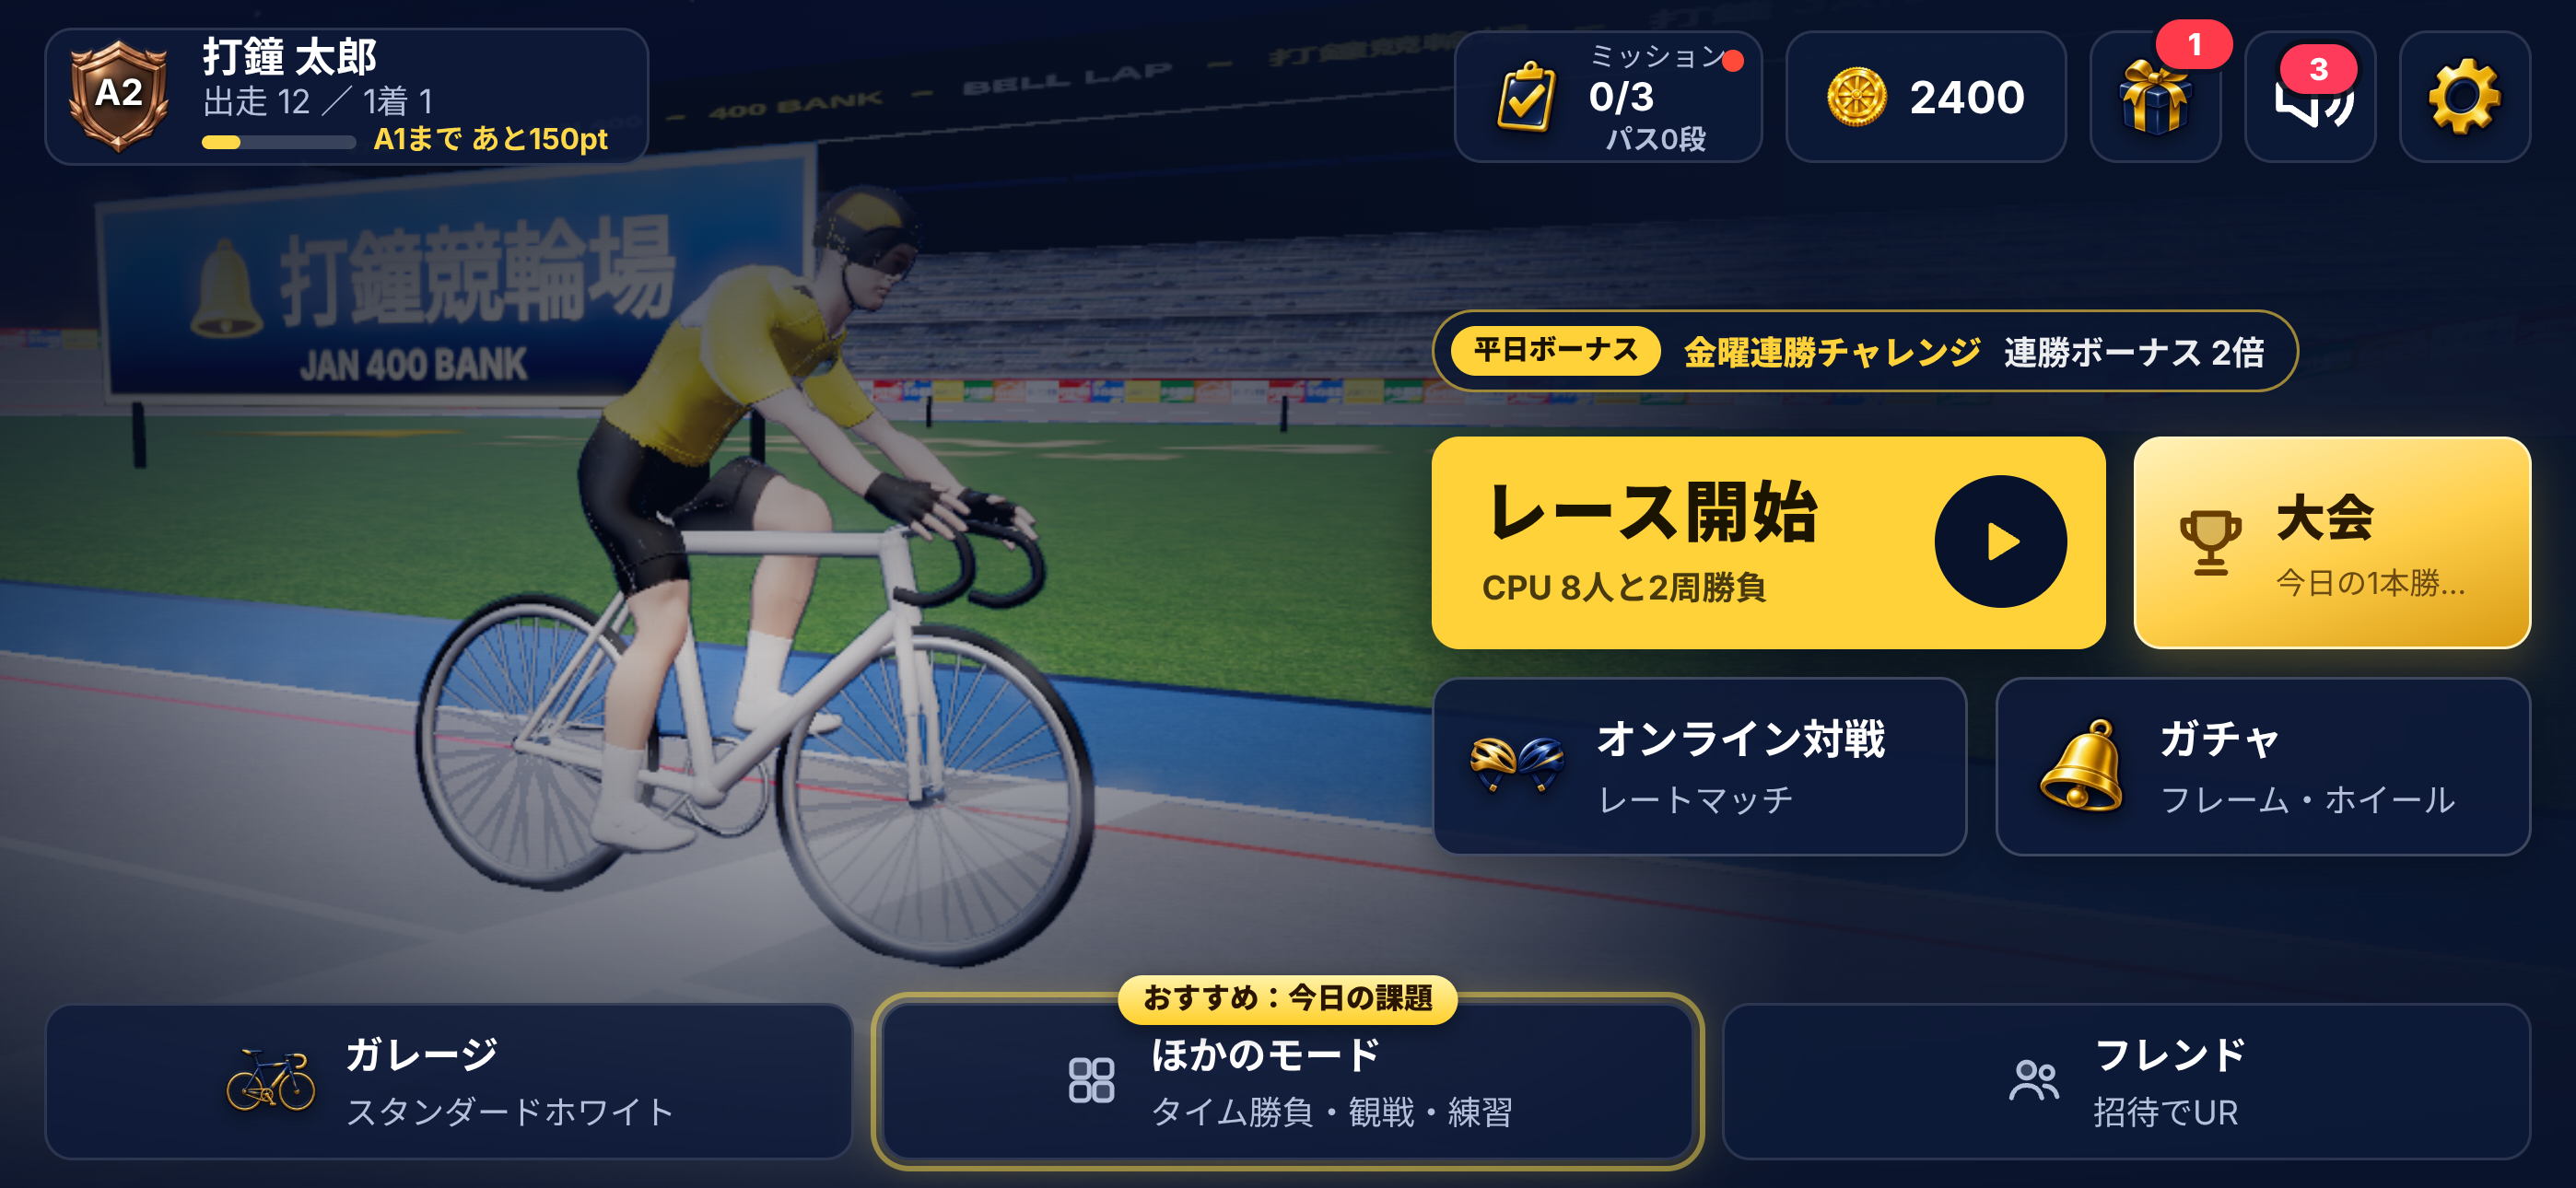 A2
打鐘 太郎
出走 12 ／ 1着 1
A1まで あと150pt
400 BANK − BELL LAP − 打鐘競輪
ミッション
0/3
パス0段
2400
1
3
打鐘競輪場
JAN 400 BANK
平日ボーナス 金曜連勝チャレンジ 連勝ボーナス 2倍
レース開始
CPU 8人と2周勝負
大会
今日の1本勝...
オンライン対戦
レートマッチ
ガチャ
フレーム・ホイール
ガレージ
スタンダードホワイト
おすすめ：今日の課題
ほかのモード
タイム勝負・観戦・練習
フレンド
招待でUR